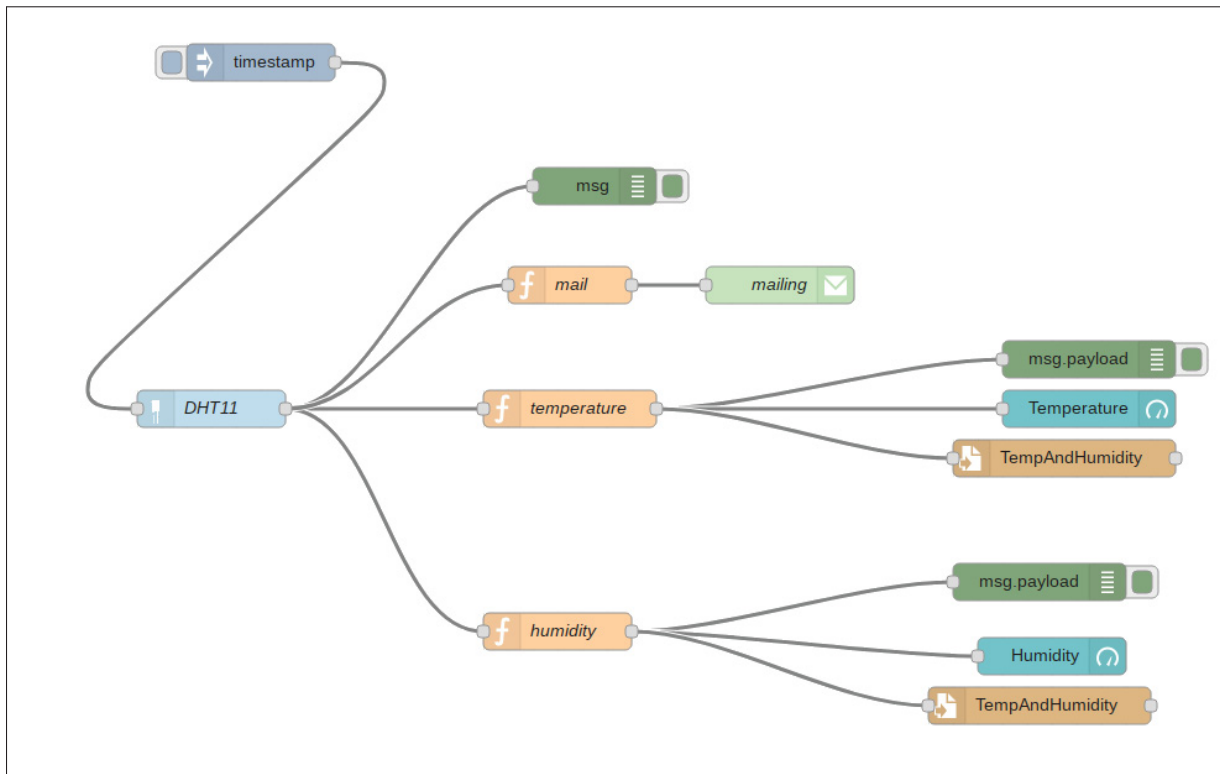 timestamp
msg
mail
mailing
msg.payload
DHT11
temperature
Temperature
TempAndHumidity
msg.payload
humidity
Humidity
TempAndHumidity